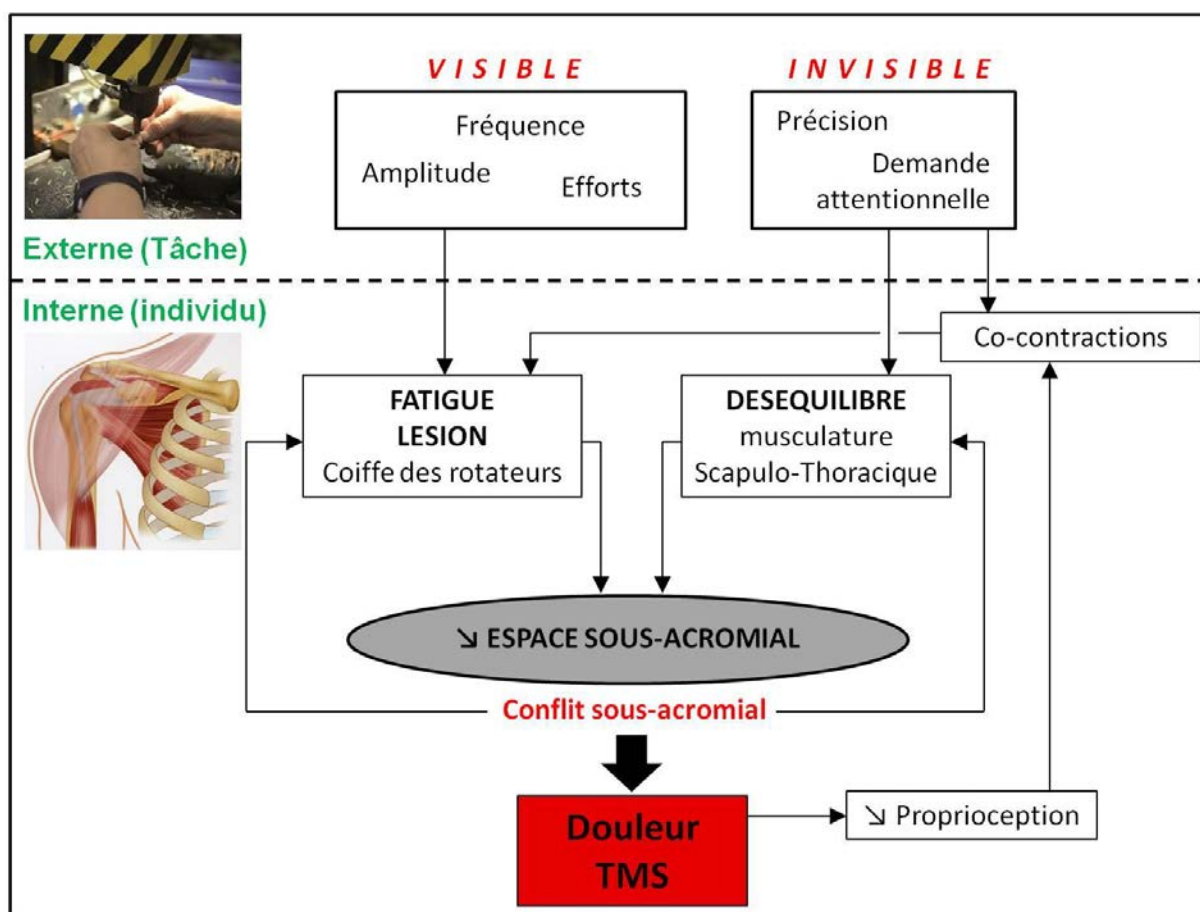 VISIBLE
INVISIBLE
Fréquence
Amplitude
Efforts
Précision
Demande
attentionnelle
Externe (Tâche)
Interne (individu)
Co-contractions
FATIGUE
LESION
Coiffe des rotateurs
DESEQUILIBRE
musculature
Scapulo-Thoracique
↘ ESPACE SOUS-ACROMIAL
Conflit sous-acromial
Douleur
TMS
↘ Proprioception